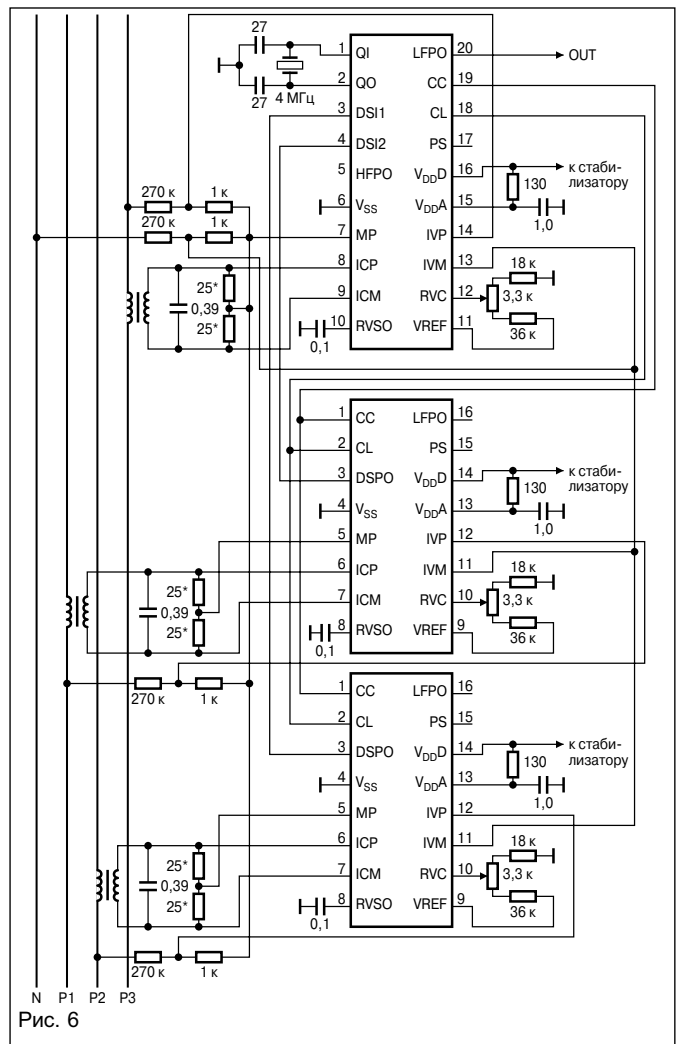 27
27
4 МГц
1 QI LFPO 20 OUT
2 QO CC 19
3 DSI1 CL 18
4 DSI2 PS 17
5 HFPO VDDD 16 к стаби-
лизатору
6 VSS VDDA 15 130
1,0
7 MP IVP 14
8 ICP IVM 13 18 к
9 ICM RVC 12 3,3 к
10 RVSO VREF 11 36 к
270 к 1 к
270 к 1 к
25*
0,39
25*
0,1
1 CC LFPO 16
2 CL PS 15
3 DSPO VDDD 14 к стаби-
лизатору
4 VSS VDDA 13 130
1,0
5 MP IVP 12
6 ICP IVM 11 18 к
7 ICM RVC 10 3,3 к
8 RVSO VREF 9 36 к
25*
0,39
25*
0,1
270 к 1 к
1 CC LFPO 16
2 CL PS 15
3 DSPO VDDD 14 к стаби-
лизатору
4 VSS VDDA 13 130
1,0
5 MP IVP 12
6 ICP IVM 11 18 к
7 ICM RVC 10 3,3 к
8 RVSO VREF 9 36 к
25*
0,39
25*
0,1
270 к 1 к
N P1 P2 P3
Рис. 6